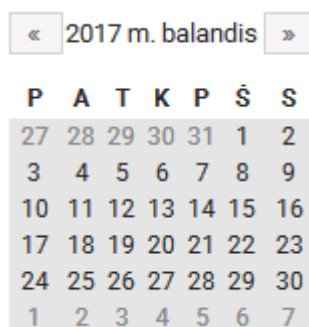 « 2017 m. balandis »
P A T K P Š S
27 28 29 30 31 1 2
3 4 5 6 7 8 9
10 11 12 13 14 15 16
17 18 19 20 21 22 23
24 25 26 27 28 29 30
1 2 3 4 5 6 7